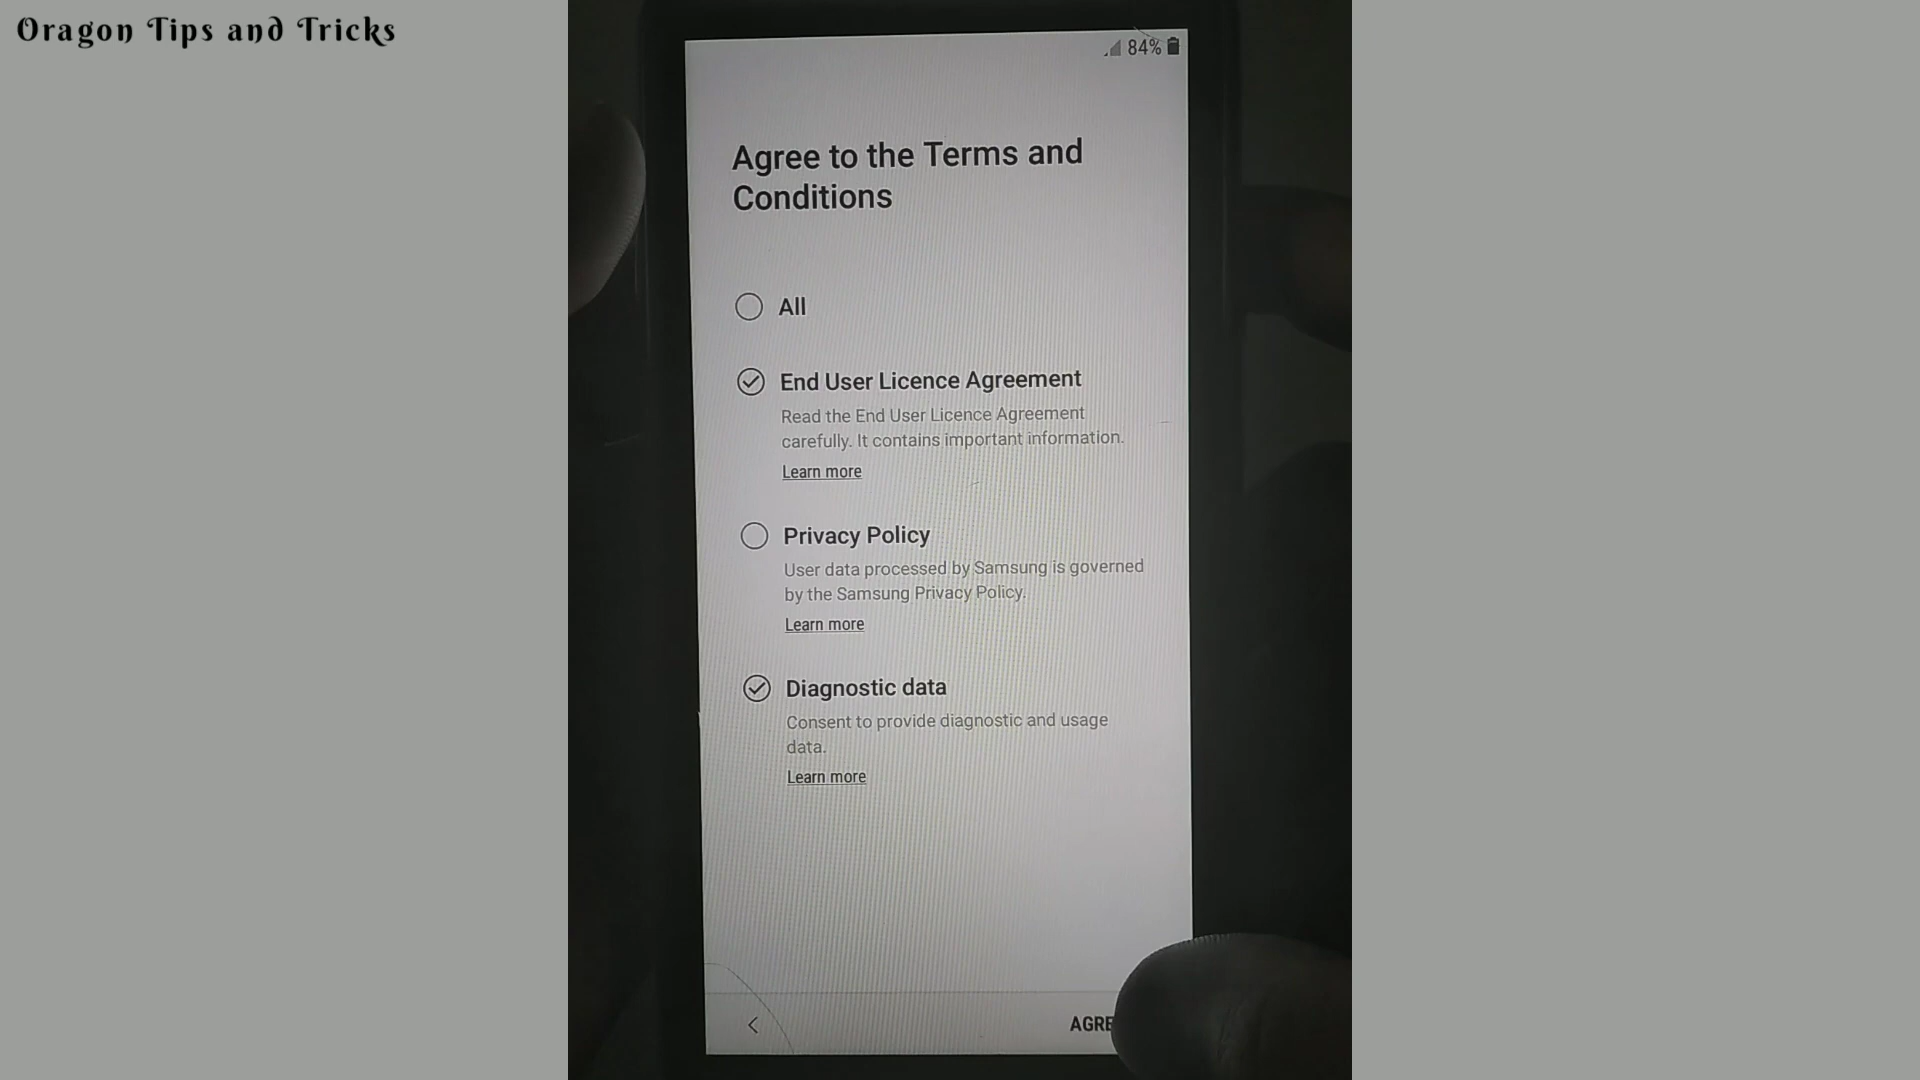 Oragon Tips and Tricks
84%
Agree to the Terms and
Conditions
All
End User Licence Agreement
Read the End User Licence Agreement
carefully. It contains important information.
Learn more
Privacy Policy
User data processed by Samsung is governed
by the Samsung Privacy Policy.
Learn more
Diagnostic data
Consent to provide diagnostic and usage
data.
Learn more
AGRE